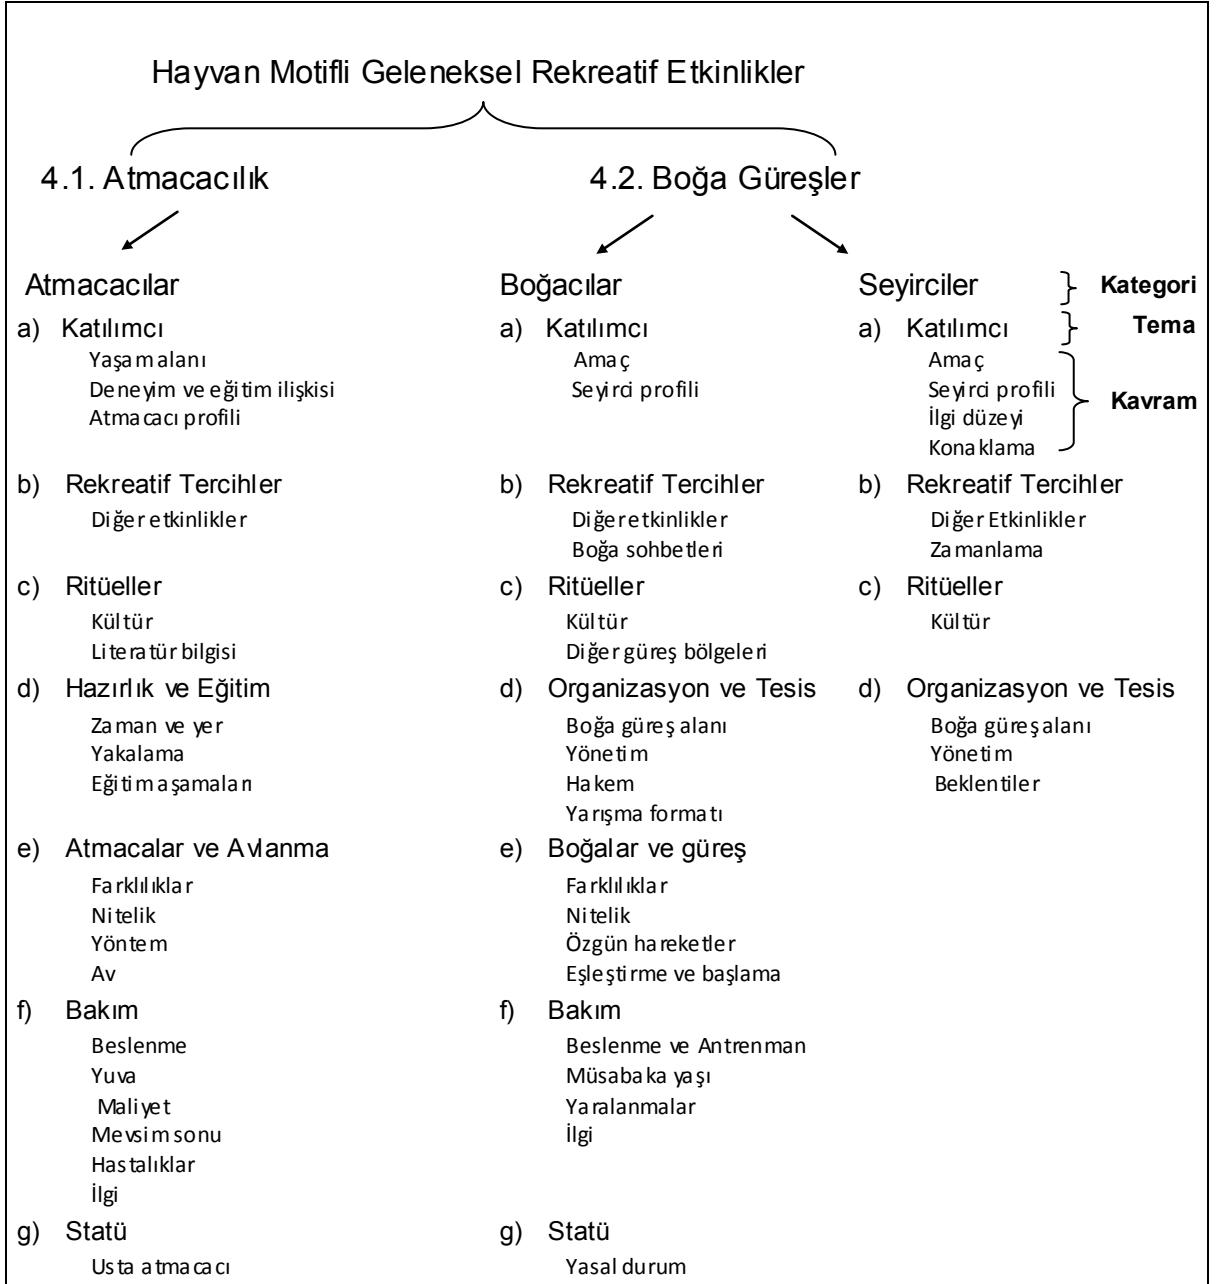 Hayvan Motifli Geleneksel Rekreatif Etkinlikler
4.1. Atmacacılık
4.2. Boğa Güreşler
Atmacacılar
a) Katılımcı
Yaşam alanı
Deneyim ve eğitim ilişkisi
Atmacacı profili
b) Rekreatif Tercihler
Diğer etkinlikler
c) Ritüeller
Kültür
Literatür bilgisi
d) Hazırlık ve Eğitim
Zaman ve yer
Yakalama
Eğitim aşamaları
e) Atmacalar ve Avlanma
Farklılıklar
Nitelik
Yöntem
Av
f) Bakım
Beslenme
Yuva
Maliyet
Mevsim sonu
Hastalıklar
İlgi
g) Statü
Usta atmacacı
Boğacılar
a) Katılımcı
Amaç
Seyirci profili
b) Rekreatif Tercihler
Diğer etkinlikler
Boğa sohbetleri
c) Ritüeller
Kültür
Diğer güreş bölgeleri
d) Organizasyon ve Tesis
Boğa güreş alanı
Yönetim
Hakem
Yarışma formatı
e) Boğalar ve güreş
Farklılıklar
Nitelik
Özgün hareketler
Eşleştirme ve başlama
f) Bakım
Beslenme ve Antrenman
Müsabaka yaşı
Yaralanmalar
İlgi
g) Statü
Yasal durum
Seyirciler
a) Katılımcı
Amaç
Seyirci profili
İlgi düzeyi
Konaklama
b) Rekreatif Tercihler
Diğer Etkinlikler
Zamanlama
c) Ritüeller
Kültür
d) Organizasyon ve Tesis
Boğa güreş alanı
Yönetim
Beklentiler
Kategori
Tema
Kavram